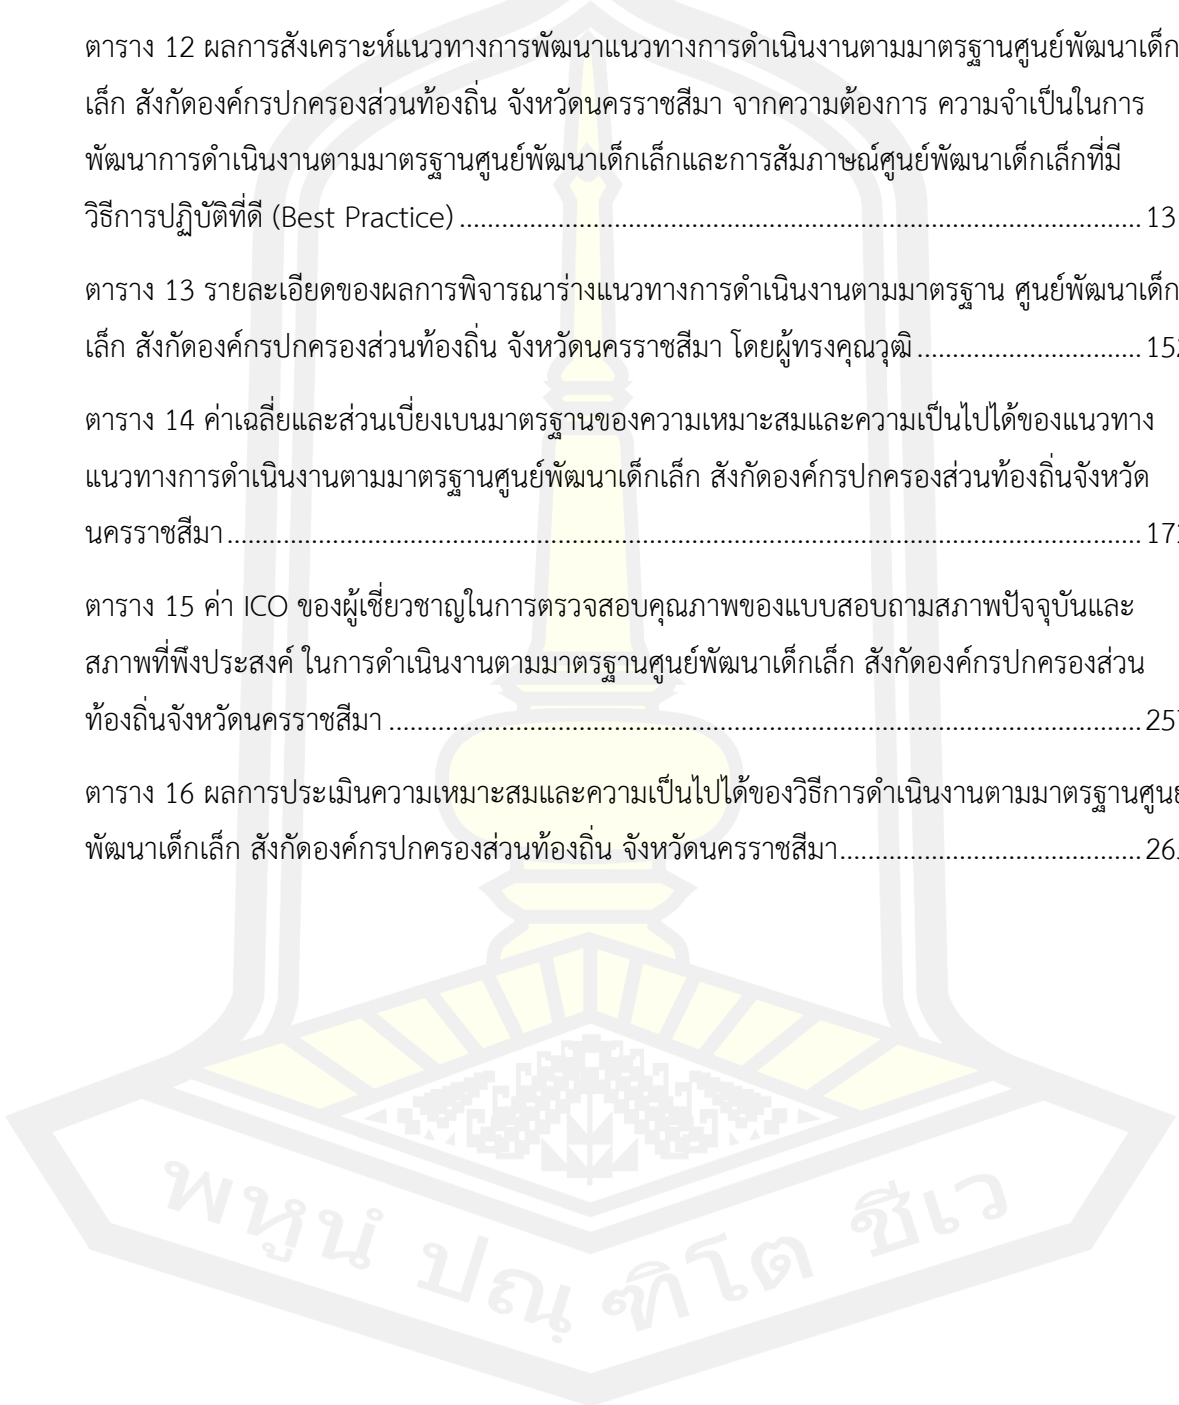 ตาราง 12 ผลการสังเคราะห์แนวทางการพัฒนาแนวทางการดำเนินงานตามมาตรฐานศูนย์พัฒนาเด็ก
เล็ก สังกัดองค์กรปกครองส่วนท้องถิ่น จังหวัดนครราชสีมา จากความต้องการ ความจำเป็นในการ
พัฒนาการดำเนินงานตามมาตรฐานศูนย์พัฒนาเด็กเล็กและการสัมภาษณ์ศูนย์พัฒนาเด็กเล็กที่มี
วิธีการปฏิบัติที่ดี (Best Practice) ........ 13
ตาราง 13 รายละเอียดของผลการพิจารณาร่างแนวทางการดำเนินงานตามมาตรฐาน ศูนย์พัฒนาเด็ก
เล็ก สังกัดองค์กรปกครองส่วนท้องถิ่น จังหวัดนครราชสีมา โดยผู้ทรงคุณวุฒิ ........ 152
ตาราง 14 ค่าเฉลี่ยและส่วนเบี่ยงเบนมาตรฐานของความเหมาะสมและความเป็นไปได้ของแนวทาง
แนวทางการดำเนินงานตามมาตรฐานศูนย์พัฒนาเด็กเล็ก สังกัดองค์กรปกครองส่วนท้องถิ่นจังหวัด
นครราชสีมา ........ 17
ตาราง 15 ค่า ICO ของผู้เชี่ยวชาญในการตรวจสอบคุณภาพของแบบสอบถามสภาพปัจจุบันและ
สภาพที่พึงประสงค์ ในการดำเนินงานตามมาตรฐานศูนย์พัฒนาเด็กเล็ก สังกัดองค์กรปกครองส่วน
ท้องถิ่นจังหวัดนครราชสีมา ........ 257
ตาราง 16 ผลการประเมินความเหมาะสมและความเป็นไปได้ของวิธีการดำเนินงานตามมาตรฐานศูนย์
พัฒนาเด็กเล็ก สังกัดองค์กรปกครองส่วนท้องถิ่น จังหวัดนครราชสีมา ........ 26
พหูนํ ปณฺฑิโต ชีเว